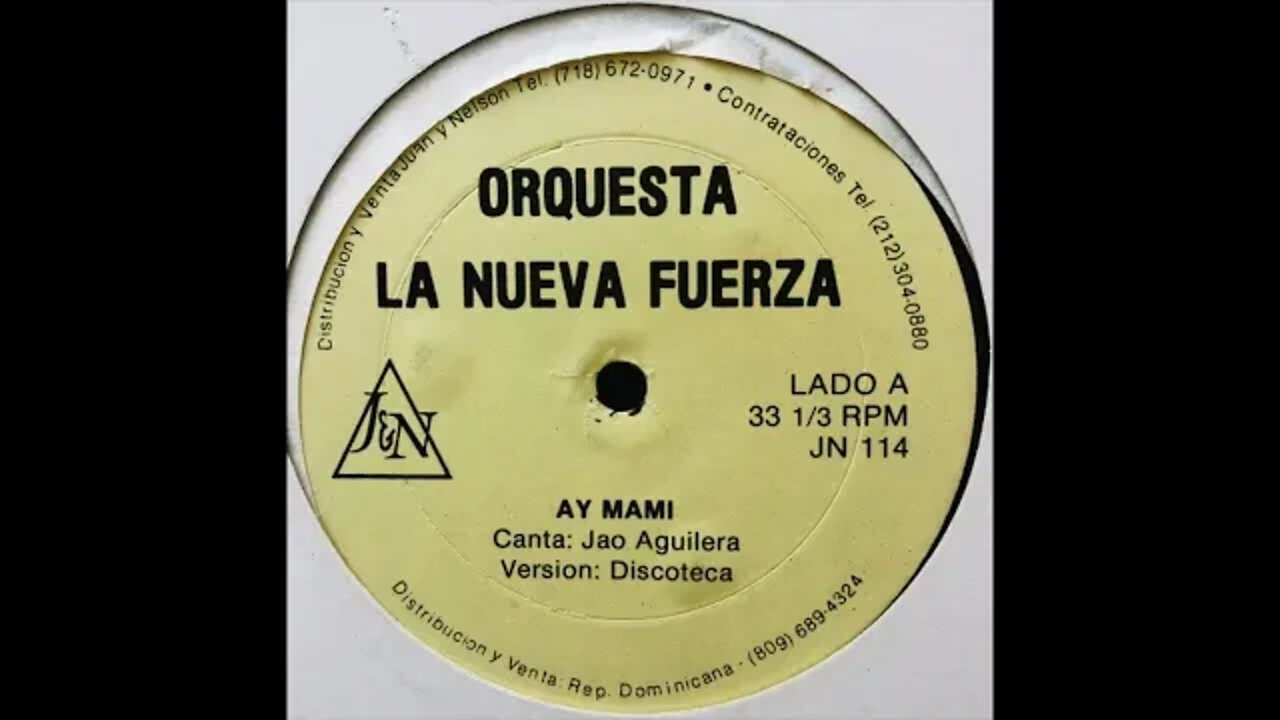 Distribucion y Venta Juan y Nelson Tel. (718) 672-0971 • Contrataciones Tel. (212) 304-0880
ORQUESTA
LA NUEVA FUERZA
J&N
LADO A
33 1/3 RPM
JN 114
AY MAMI
Canta: Jao Aguilera
Version: Discoteca
Distribucion y Venta: Rep. Dominicana - (809) 689-4324